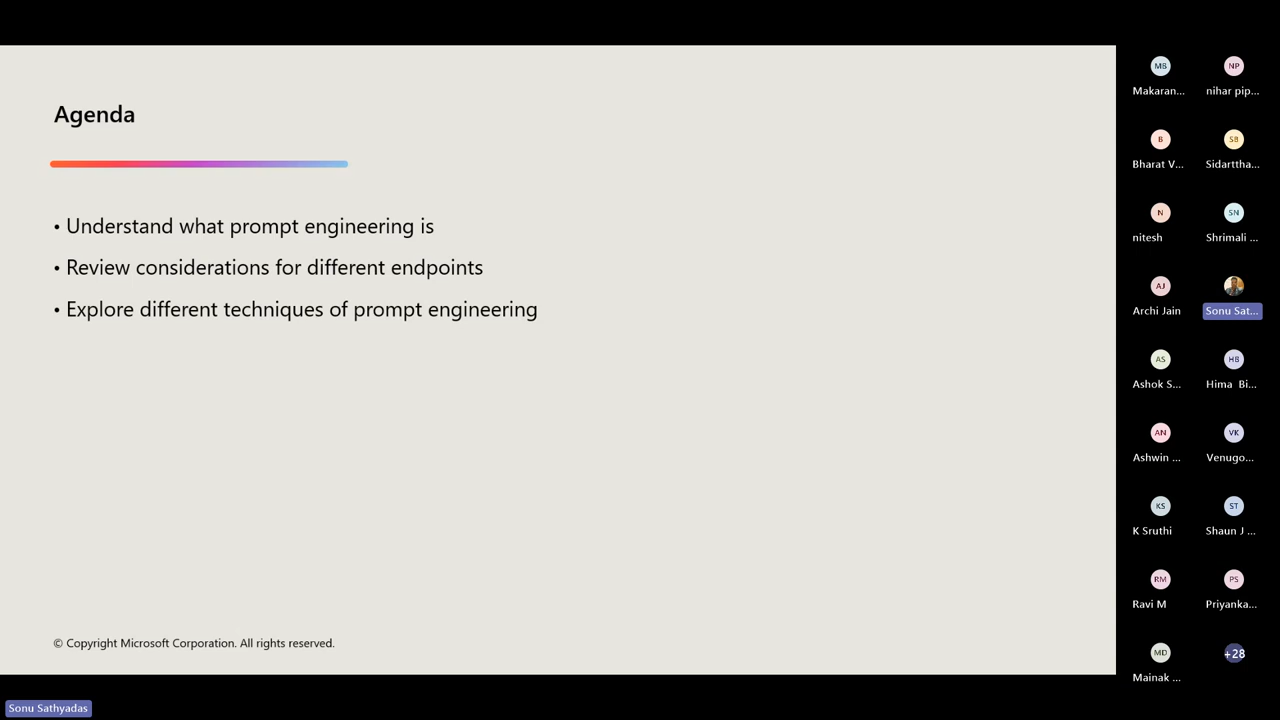 Agenda
• Understand what prompt engineering is
• Review considerations for different endpoints
• Explore different techniques of prompt engineering
© Copyright Microsoft Corporation. All rights reserved.
MB
Makaran...
NP
nihar pip...
B
Bharat V...
SB
Sidarttha...
N
nitesh
SN
Shrimali ...
AJ
Archi Jain
Sonu Sat...
AS
Ashok S...
HB
Hima Bi...
AN
Ashwin ...
VK
Venugo...
KS
K Sruthi
ST
Shaun J ...
RM
Ravi M
PS
Priyanka...
MD
Mainak ...
+28
Sonu Sathyadas